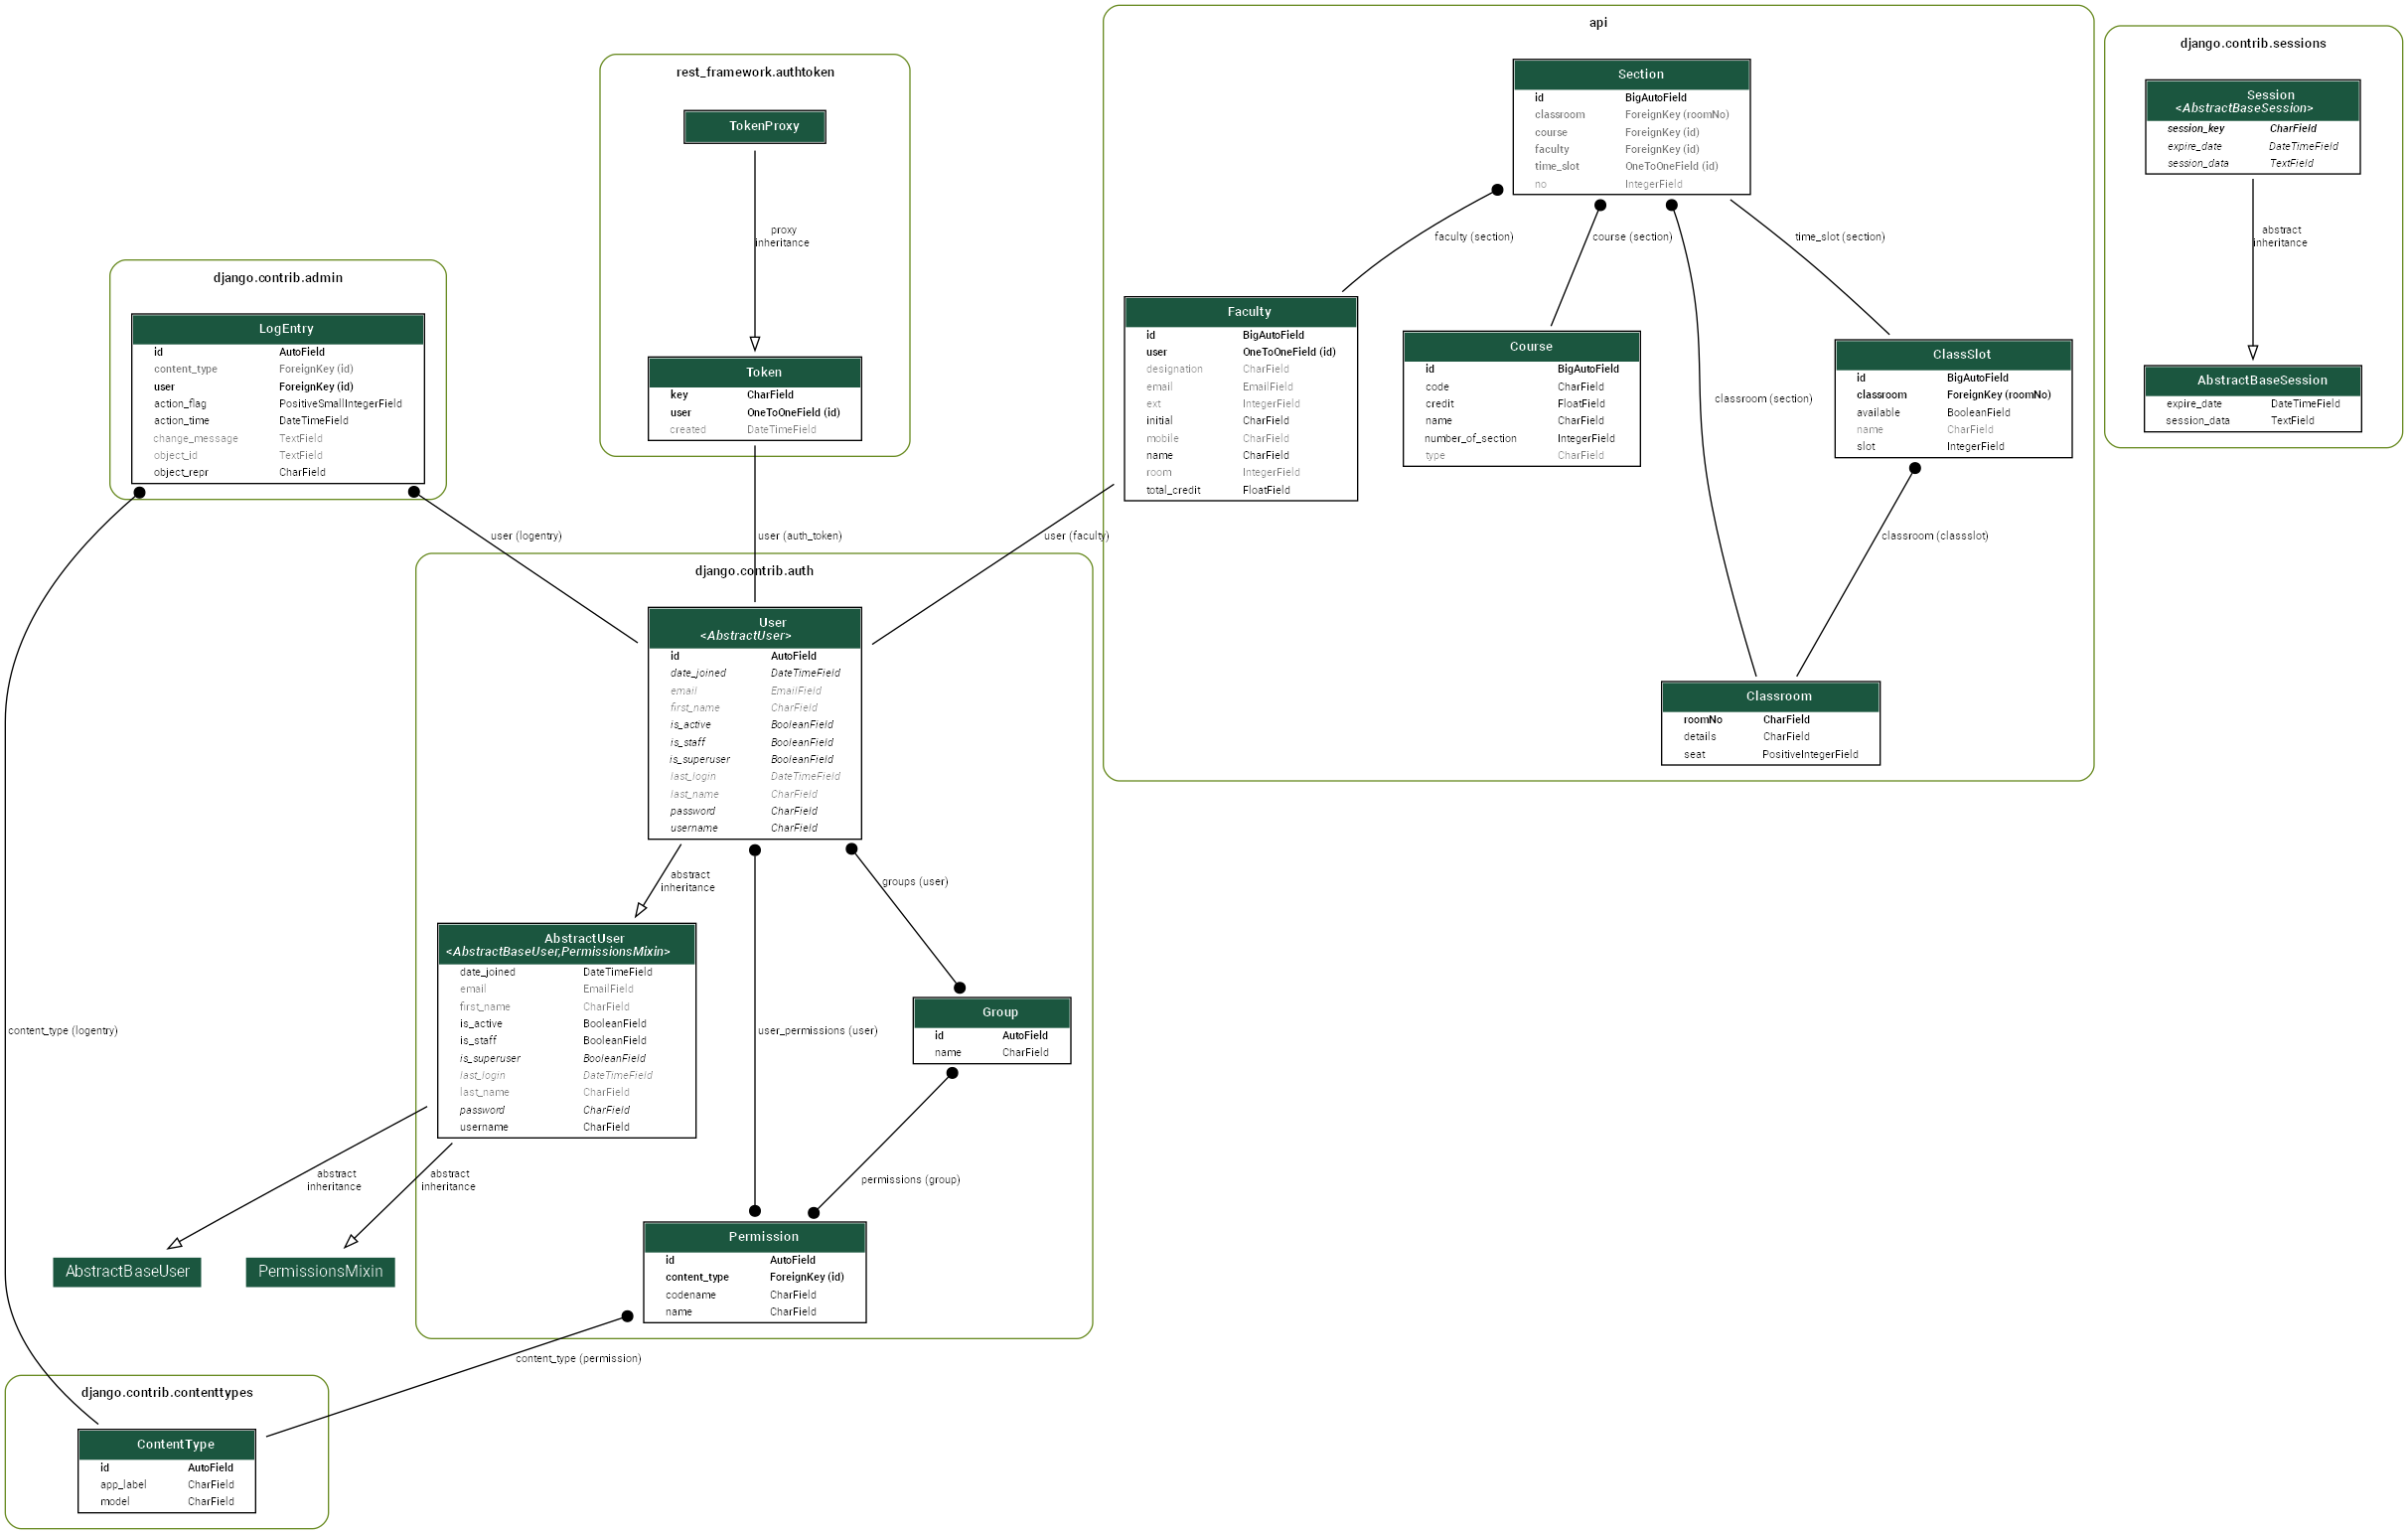 api
Section
id BigAutoField
classroom ForeignKey (roomNo)
course ForeignKey (id)
faculty ForeignKey (id)
time_slot OneToOneField (id)
no IntegerField
faculty (section)
course (section)
time_slot (section)
classroom (section)
Faculty
id BigAutoField
user OneToOneField (id)
designation CharField
email EmailField
ext IntegerField
initial CharField
mobile CharField
name CharField
room IntegerField
total_credit FloatField
Course
id BigAutoField
code CharField
credit FloatField
name CharField
number_of_section IntegerField
type CharField
ClassSlot
id BigAutoField
classroom ForeignKey (roomNo)
available BooleanField
name CharField
slot IntegerField
classroom (classslot)
Classroom
roomNo CharField
details CharField
seat PositiveIntegerField
django.contrib.sessions
Session
<AbstractBaseSession>
session_key CharField
expire_date DateTimeField
session_data TextField
abstract
inheritance
AbstractBaseSession
expire_date DateTimeField
session_data TextField
rest_framework.authtoken
TokenProxy
proxy
inheritance
Token
key CharField
user OneToOneField (id)
created DateTimeField
django.contrib.admin
LogEntry
id AutoField
content_type ForeignKey (id)
user ForeignKey (id)
action_flag PositiveSmallIntegerField
action_time DateTimeField
change_message TextField
object_id TextField
object_repr CharField
user (logentry)
user (auth_token)
user (faculty)
django.contrib.auth
User
<AbstractUser>
id AutoField
date_joined DateTimeField
email EmailField
first_name CharField
is_active BooleanField
is_staff BooleanField
is_superuser BooleanField
last_login DateTimeField
last_name CharField
password CharField
username CharField
abstract
inheritance
groups (user)
AbstractUser
<AbstractBaseUser,PermissionsMixin>
date_joined DateTimeField
email EmailField
first_name CharField
is_active BooleanField
is_staff BooleanField
is_superuser BooleanField
last_login DateTimeField
last_name CharField
password CharField
username CharField
user_permissions (user)
Group
id AutoField
name CharField
content_type (logentry)
abstract
inheritance
abstract
inheritance
permissions (group)
AbstractBaseUser
PermissionsMixin
Permission
id AutoField
content_type ForeignKey (id)
codename CharField
name CharField
content_type (permission)
django.contrib.contenttypes
ContentType
id AutoField
app_label CharField
model CharField